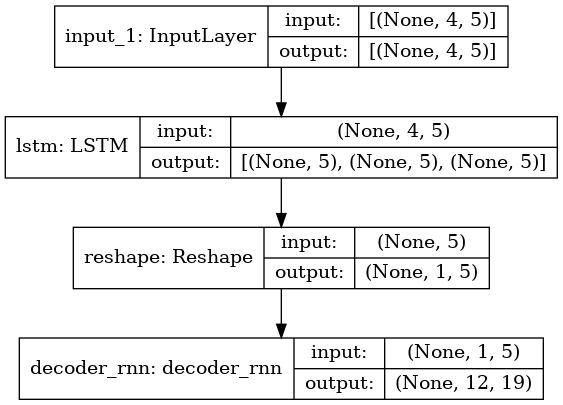 input_1: InputLayer
input: [(None, 4, 5)]
output: [(None, 4, 5)]
lstm: LSTM
input: (None, 4, 5)
output: [(None, 5), (None, 5), (None, 5)]
reshape: Reshape
input: (None, 5)
output: (None, 1, 5)
decoder_rnn: decoder_rnn
input: (None, 1, 5)
output: (None, 12, 19)